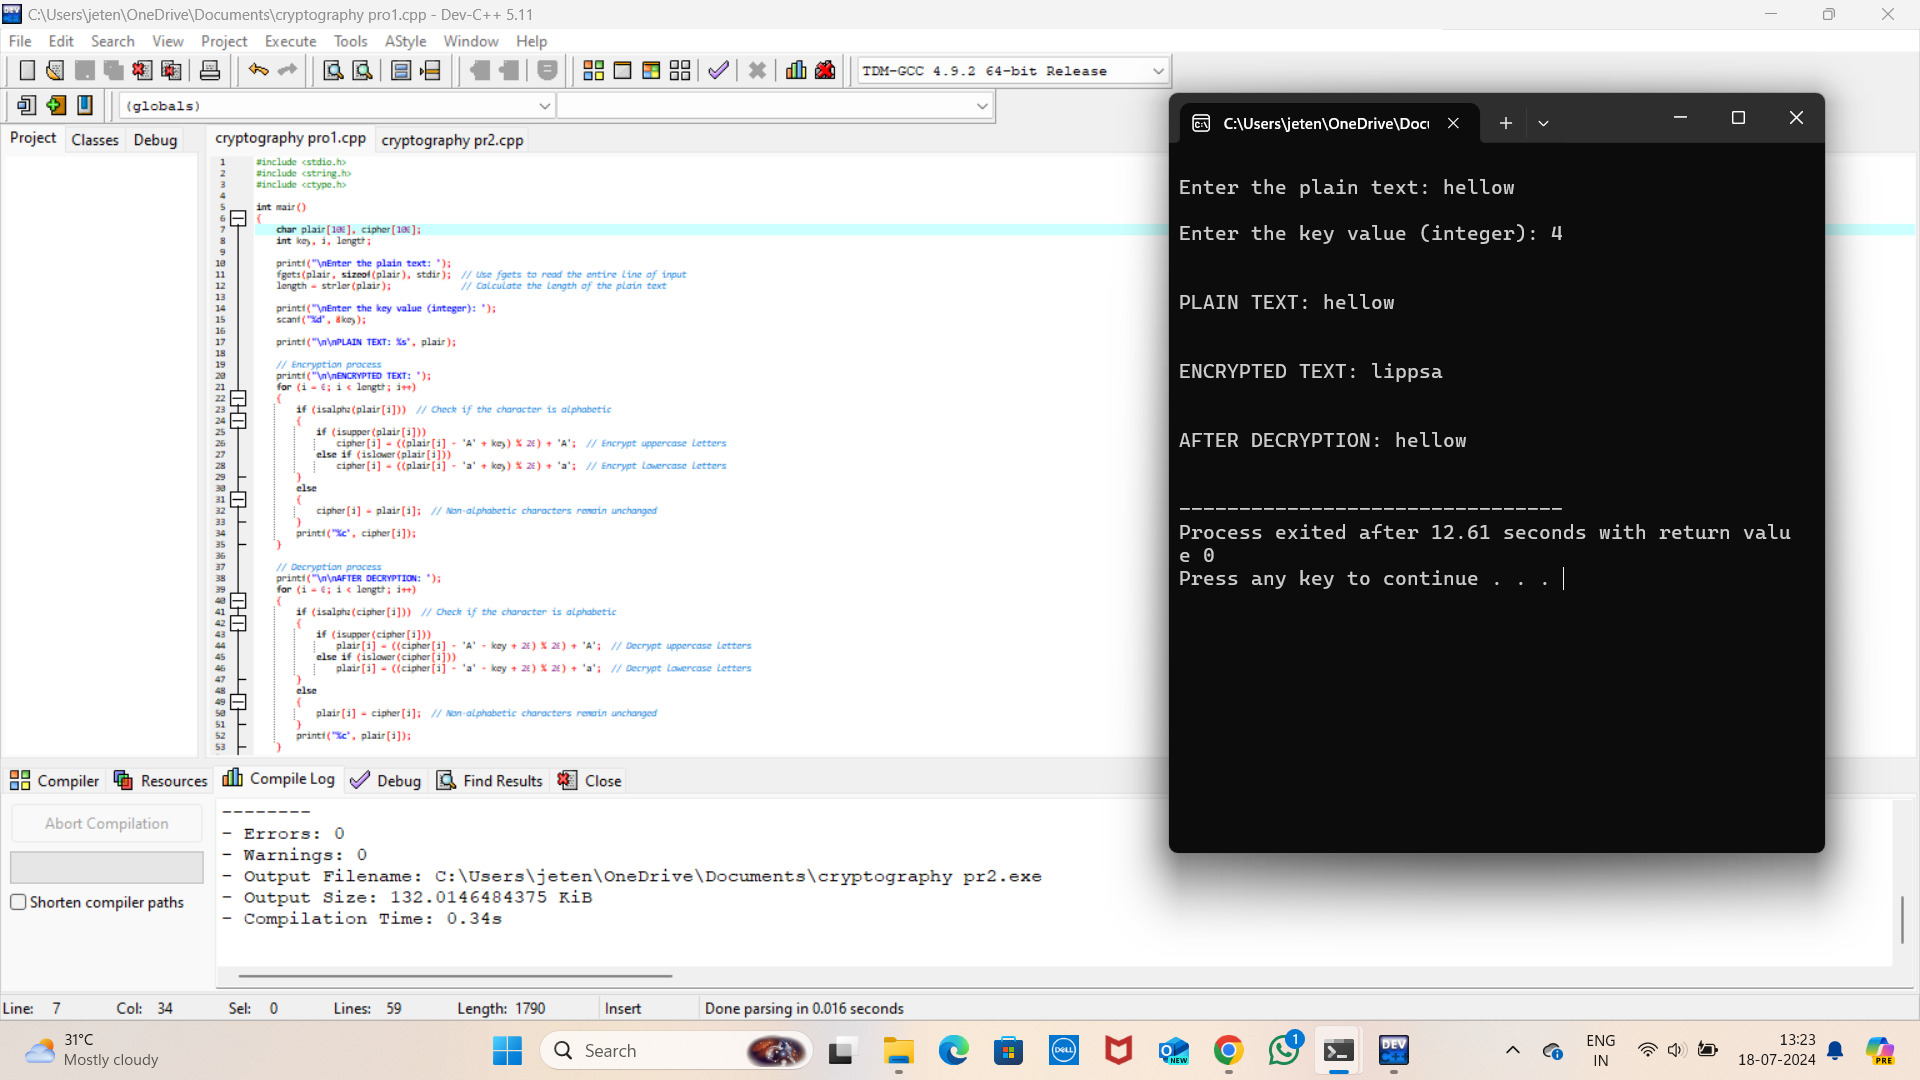 C:\Users\jeten\OneDrive\Documents\cryptography pro1.cpp - Dev-C++ 5.11
File Edit Search View Project Execute Tools AStyle Window Help
TDM-GCC 4.9.2 64-bit Release
(globals)
Project Classes Debug
cryptography pro1.cpp cryptography pr2.cpp
1 #include <stdio.h>
2 #include <string.h>
3 #include <ctype.h>
4
5 int main()
6 {
7 char plain[100], cipher[100];
8 int key, i, length;
9
10 printf("\nEnter the plain text: ");
11 fgets(plain, sizeof(plain), stdin); // Use fgets to read the entire line of input
12 length = strlen(plain); // Calculate the length of the plain text
13
14 printf("\nEnter the key value (integer): ");
15 scanf("%d", &key);
16
17 printf("\n\nPLAIN TEXT: %s", plain);
18
19 // Encryption process
20 printf("\n\nENCRYPTED TEXT: ");
21 for (i = 0; i < length; i++)
22 {
23 if (isalpha(plain[i])) // Check if the character is alphabetic
24 {
25 if (isupper(plain[i]))
26 cipher[i] = ((plain[i] - 'A' + key) % 26) + 'A'; // Encrypt uppercase letters
27 else if (islower(plain[i]))
28 cipher[i] = ((plain[i] - 'a' + key) % 26) + 'a'; // Encrypt lowercase letters
29 }
30 else
31 {
32 cipher[i] = plain[i]; // Non-alphabetic characters remain unchanged
33 }
34 printf("%c", cipher[i]);
35 }
36
37 // Decryption process
38 printf("\n\nAFTER DECRYPTION: ");
39 for (i = 0; i < length; i++)
40 {
41 if (isalpha(cipher[i])) // Check if the character is alphabetic
42 {
43 if (isupper(cipher[i]))
44 plain[i] = ((cipher[i] - 'A' - key + 26) % 26) + 'A'; // Decrypt uppercase letters
45 else if (islower(cipher[i]))
46 plain[i] = ((cipher[i] - 'a' - key + 26) % 26) + 'a'; // Decrypt lowercase letters
47 }
48 else
49 {
50 plain[i] = cipher[i]; // Non-alphabetic characters remain unchanged
51 }
52 printf("%c", plain[i]);
53 }
C:\Users\jeten\OneDrive\Docu
Enter the plain text: hellow
Enter the key value (integer): 4
PLAIN TEXT: hellow
ENCRYPTED TEXT: lippsa
AFTER DECRYPTION: hellow
--------------------------------
Process exited after 12.61 seconds with return valu
e 0
Press any key to continue . . .
Compiler Resources Compile Log Debug Find Results Close
Abort Compilation
Shorten compiler paths
--------
- Errors: 0
- Warnings: 0
- Output Filename: C:\Users\jeten\OneDrive\Documents\cryptography pr2.exe
- Output Size: 132.0146484375 KiB
- Compilation Time: 0.34s
Line: 7 Col: 34 Sel: 0 Lines: 59 Length: 1790 Insert Done parsing in 0.016 seconds
31°C
Mostly cloudy
Search
DELL
NEW
1
DEV
ENG
IN
13:23
18-07-2024
PRE